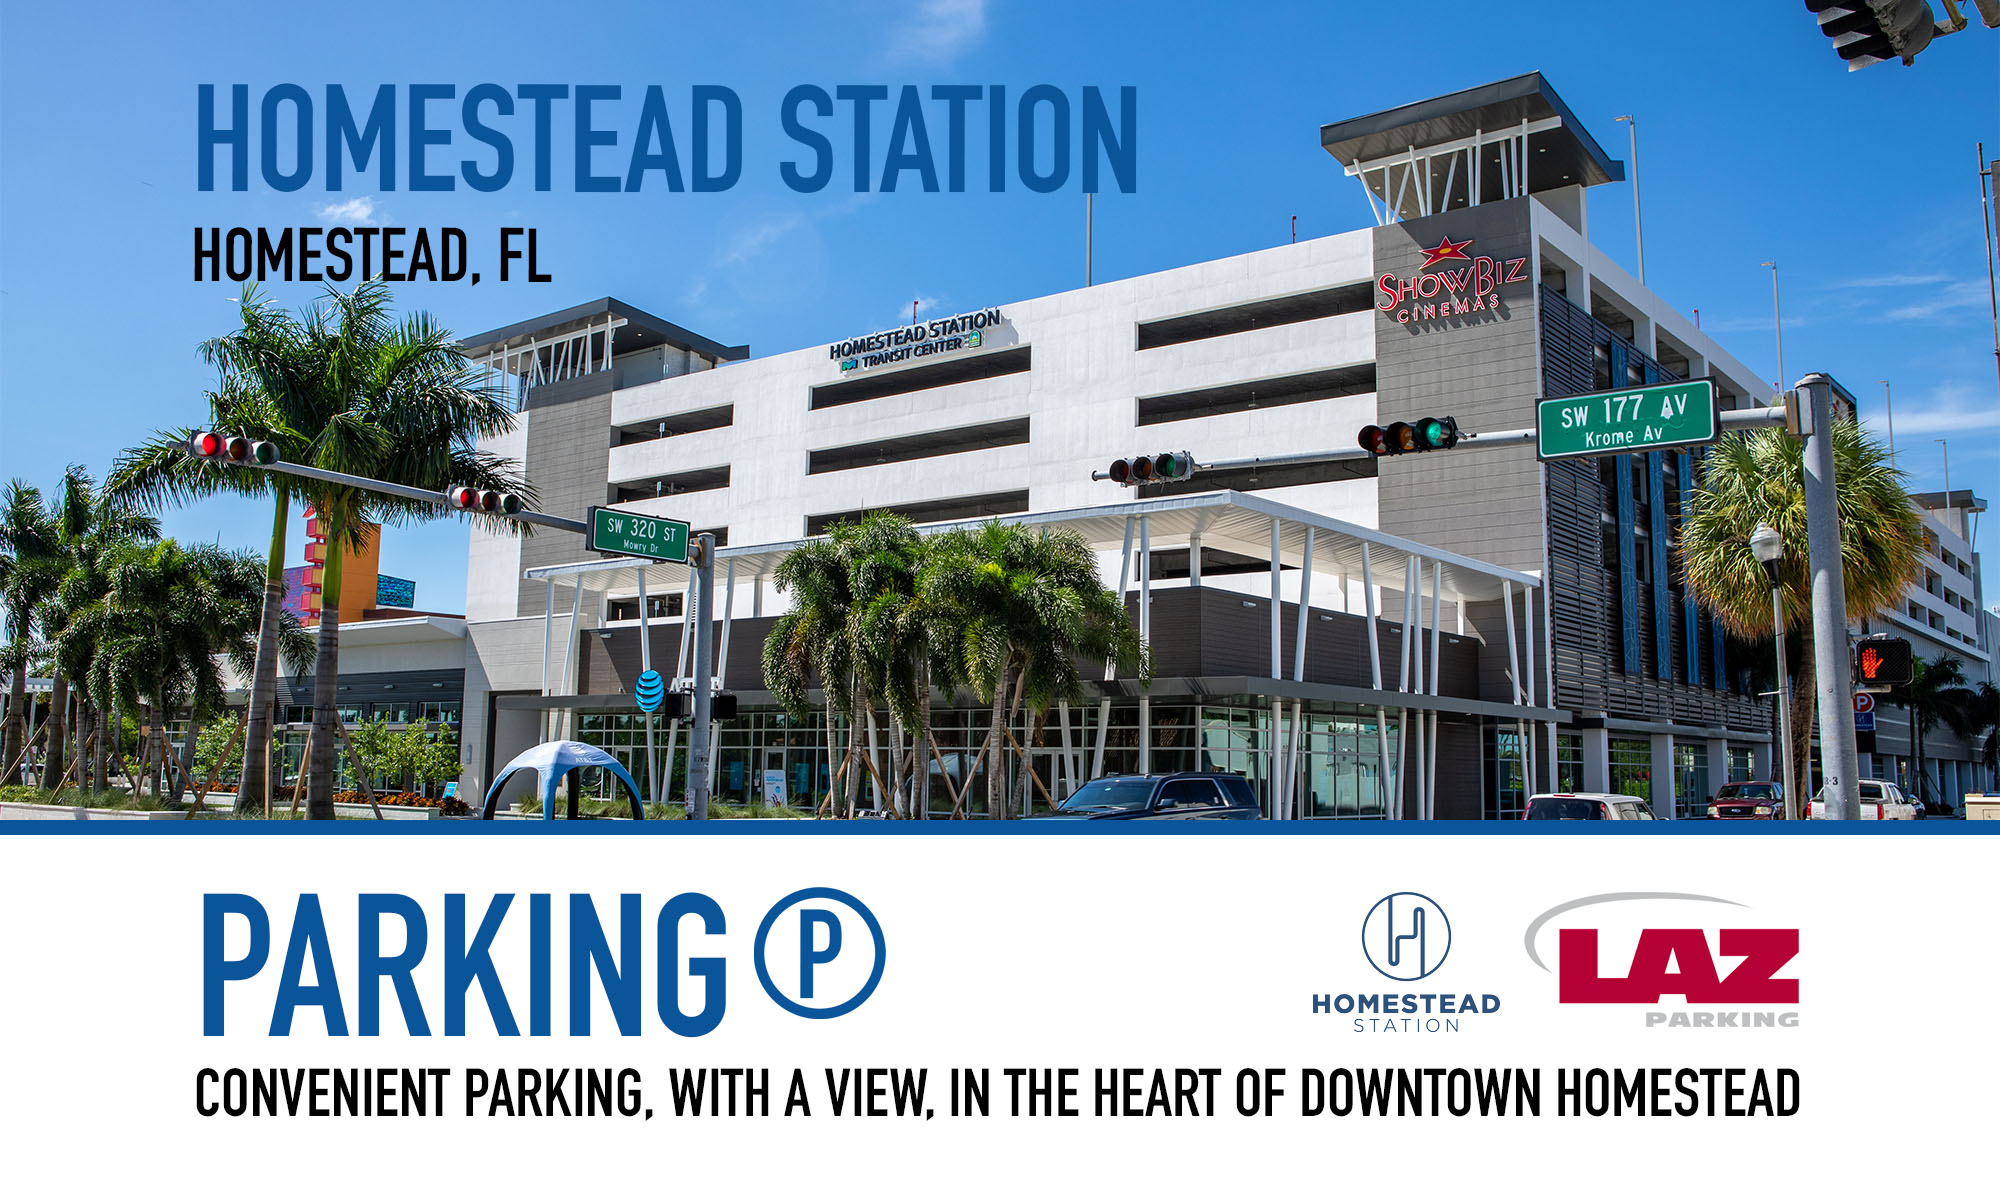 HOMESTEAD STATION
HOMESTEAD, FL
SHOWBIZ
CINEMAS
HOMESTEAD STATION
TRANSIT CENTER
SW 177 AV
Krome Av
SW 320 ST
Mowry Dr
AT&T
P
PARKING P
HOMESTEAD
STATION
LAZ
PARKING
CONVENIENT PARKING, WITH A VIEW, IN THE HEART OF DOWNTOWN HOMESTEAD